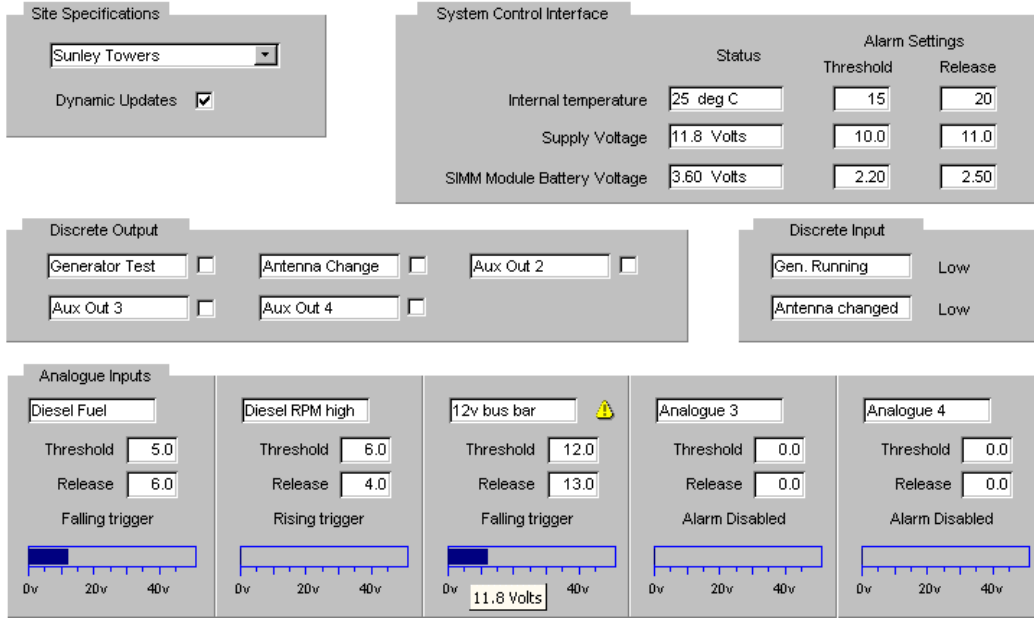 Site Specifications
Sunley Towers
Dynamic Updates
System Control Interface
Status
Alarm Settings
Threshold Release
Internal temperature 25 deg C 15 20
Supply Voltage 11.8 Volts 10.0 11.0
SIMM Module Battery Voltage 3.60 Volts 2.20 2.50
Discrete Output
Generator Test Antenna Change Aux Out 2
Aux Out 3 Aux Out 4
Discrete Input
Gen. Running Low
Antenna changed Low
Analogue Inputs
Diesel Fuel
Threshold 5.0
Release 6.0
Falling trigger
0v 20v 40v
Diesel RPM high
Threshold 6.0
Release 4.0
Rising trigger
0v 20v 40v
12v bus bar
Threshold 12.0
Release 13.0
Falling trigger
0v 40v
11.8 Volts
Analogue 3
Threshold 0.0
Release 0.0
Alarm Disabled
0v 20v 40v
Analogue 4
Threshold 0.0
Release 0.0
Alarm Disabled
0v 20v 40v